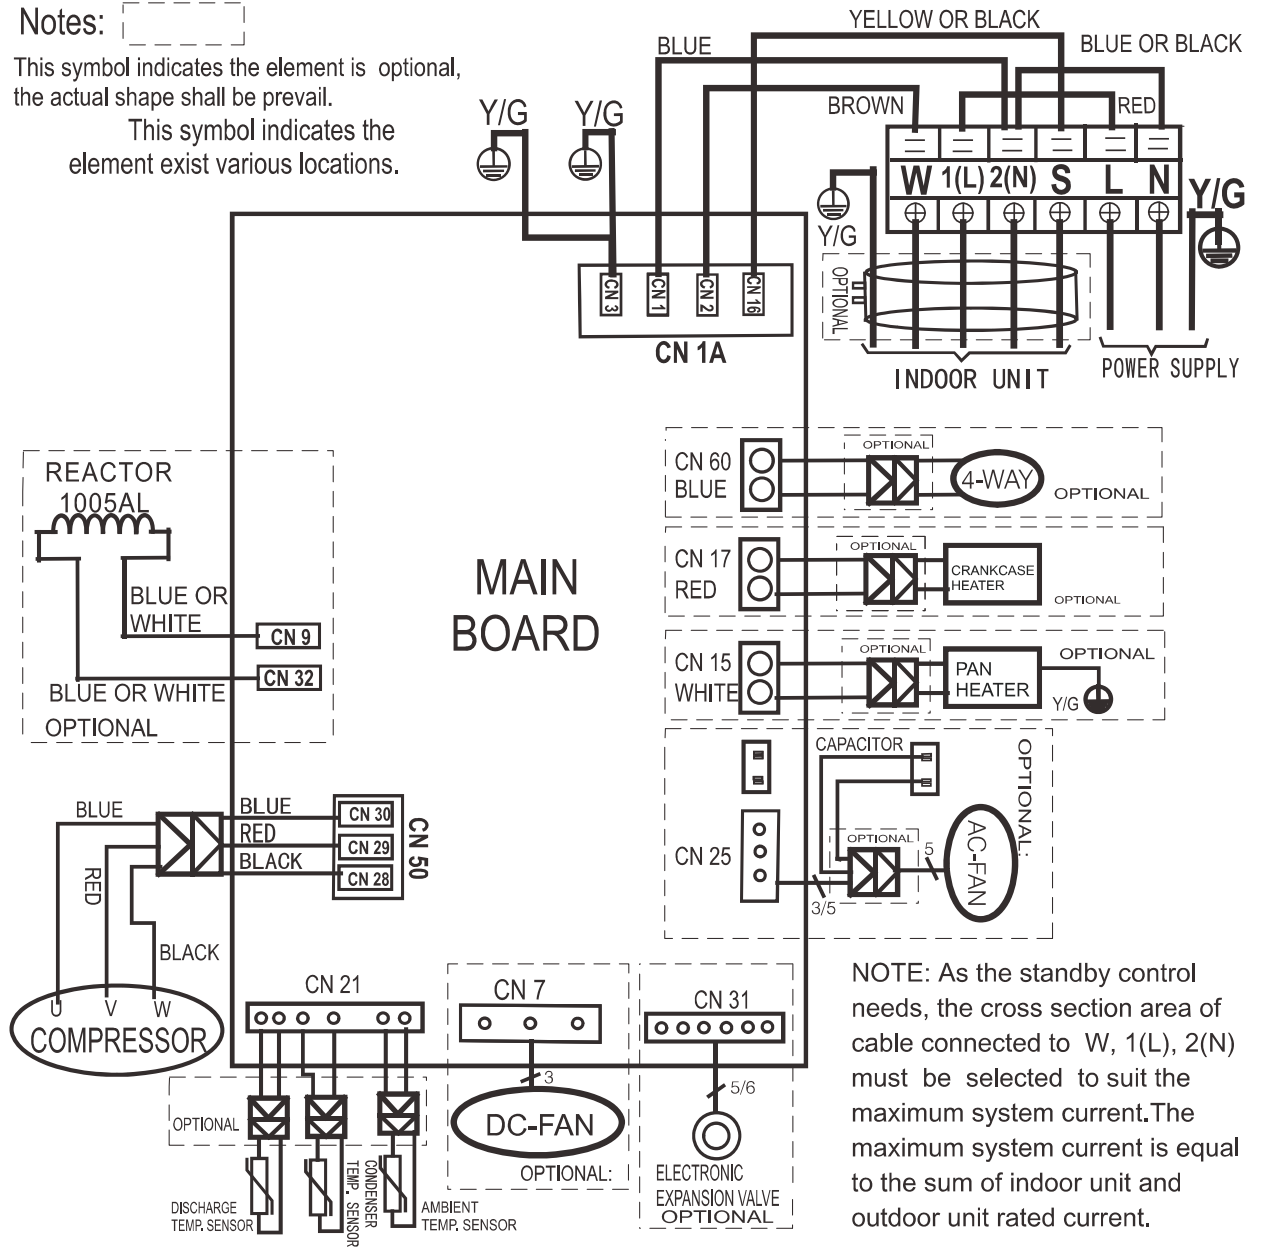 Notes:
This symbol indicates the element is optional,
the actual shape shall be prevail.
This symbol indicates the
element exist various locations.
YELLOW OR BLACK
BLUE
BLUE OR BLACK
BROWN
RED
Y/G
Y/G
W 1(L) 2(N) S L N
Y/G
Y/G
OPTIONAL
INDOOR UNIT
POWER SUPPLY
CN 3
CN 1
CN 2
CN 16
CN 1A
REACTOR
1005AL
BLUE OR
WHITE
CN 9
CN 32
BLUE OR WHITE
OPTIONAL
MAIN
BOARD
CN 60
BLUE
OPTIONAL
4-WAY
OPTIONAL
CN 17
RED
OPTIONAL
CRANKCASE
HEATER
OPTIONAL
CN 15
WHITE
OPTIONAL
PAN
HEATER
OPTIONAL
Y/G
CAPACITOR
OPTIONAL:
CN 25
OPTIONAL
3/5
5
AC-FAN
BLUE
RED
BLACK
BLUE
RED
BLACK
CN 30
CN 29
CN 28
CN 50
U V W
COMPRESSOR
CN 21
OPTIONAL
DISCHARGE
TEMP. SENSOR
CONDENSER
TEMP. SENSOR
AMBIENT
TEMP. SENSOR
CN 7
3
DC-FAN
OPTIONAL:
CN 31
5/6
ELECTRONIC
EXPANSION VALVE
OPTIONAL
NOTE: As the standby control
needs, the cross section area of
cable connected to W, 1(L), 2(N)
must be selected to suit the
maximum system current.The
maximum system current is equal
to the sum of indoor unit and
outdoor unit rated current.